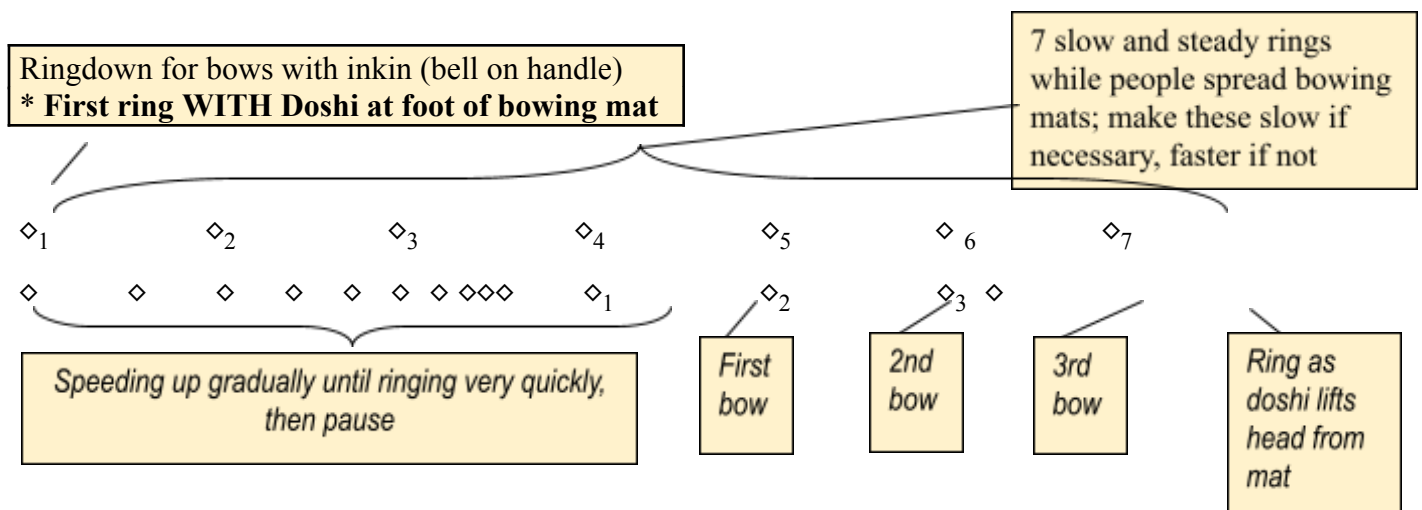 Ringdown for bows with inkin (bell on handle)
* First ring WITH Doshi at foot of bowing mat
7 slow and steady rings
while people spread bowing
mats; make these slow if
necessary, faster if not
◇1 ◇2 ◇3 ◇4 ◇5 ◇6 ◇7
◇ ◇ ◇ ◇ ◇ ◇ ◇ ◇◇◇ ◇1 ◇2 ◇3 ◇
Speeding up gradually until ringing very quickly,
then pause
First
bow
2nd
bow
3rd
bow
Ring as
doshi lifts
head from
mat